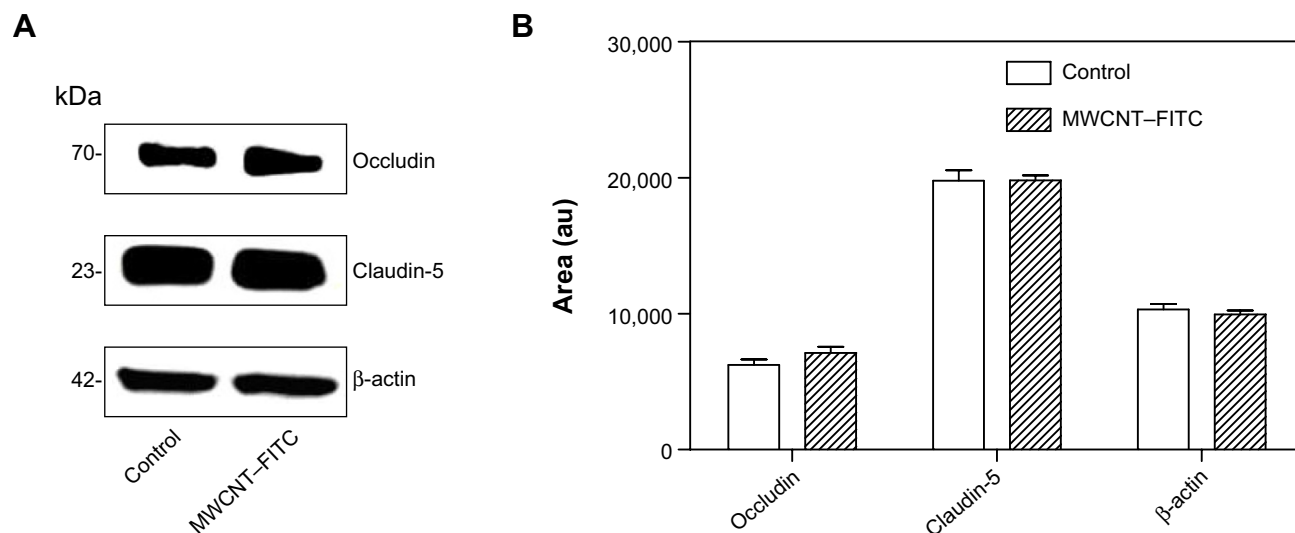 A
kDa
70-
Occludin
23-
Claudin-5
42-
β-actin
Control
MWCNT–FITC
B
30,000
20,000
10,000
0
Area (au)
Control
MWCNT–FITC
Occludin
Claudin-5
β-actin